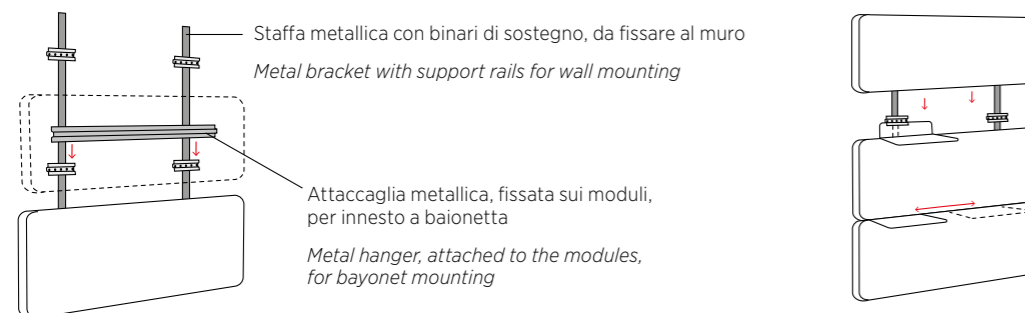 Staffa metallica con binari di sostegno, da fissare al muro
Metal bracket with support rails for wall mounting
Attaccaglia metallica, fissata sui moduli,
per innesto a baionetta
Metal hanger, attached to the modules,
for bayonet mounting